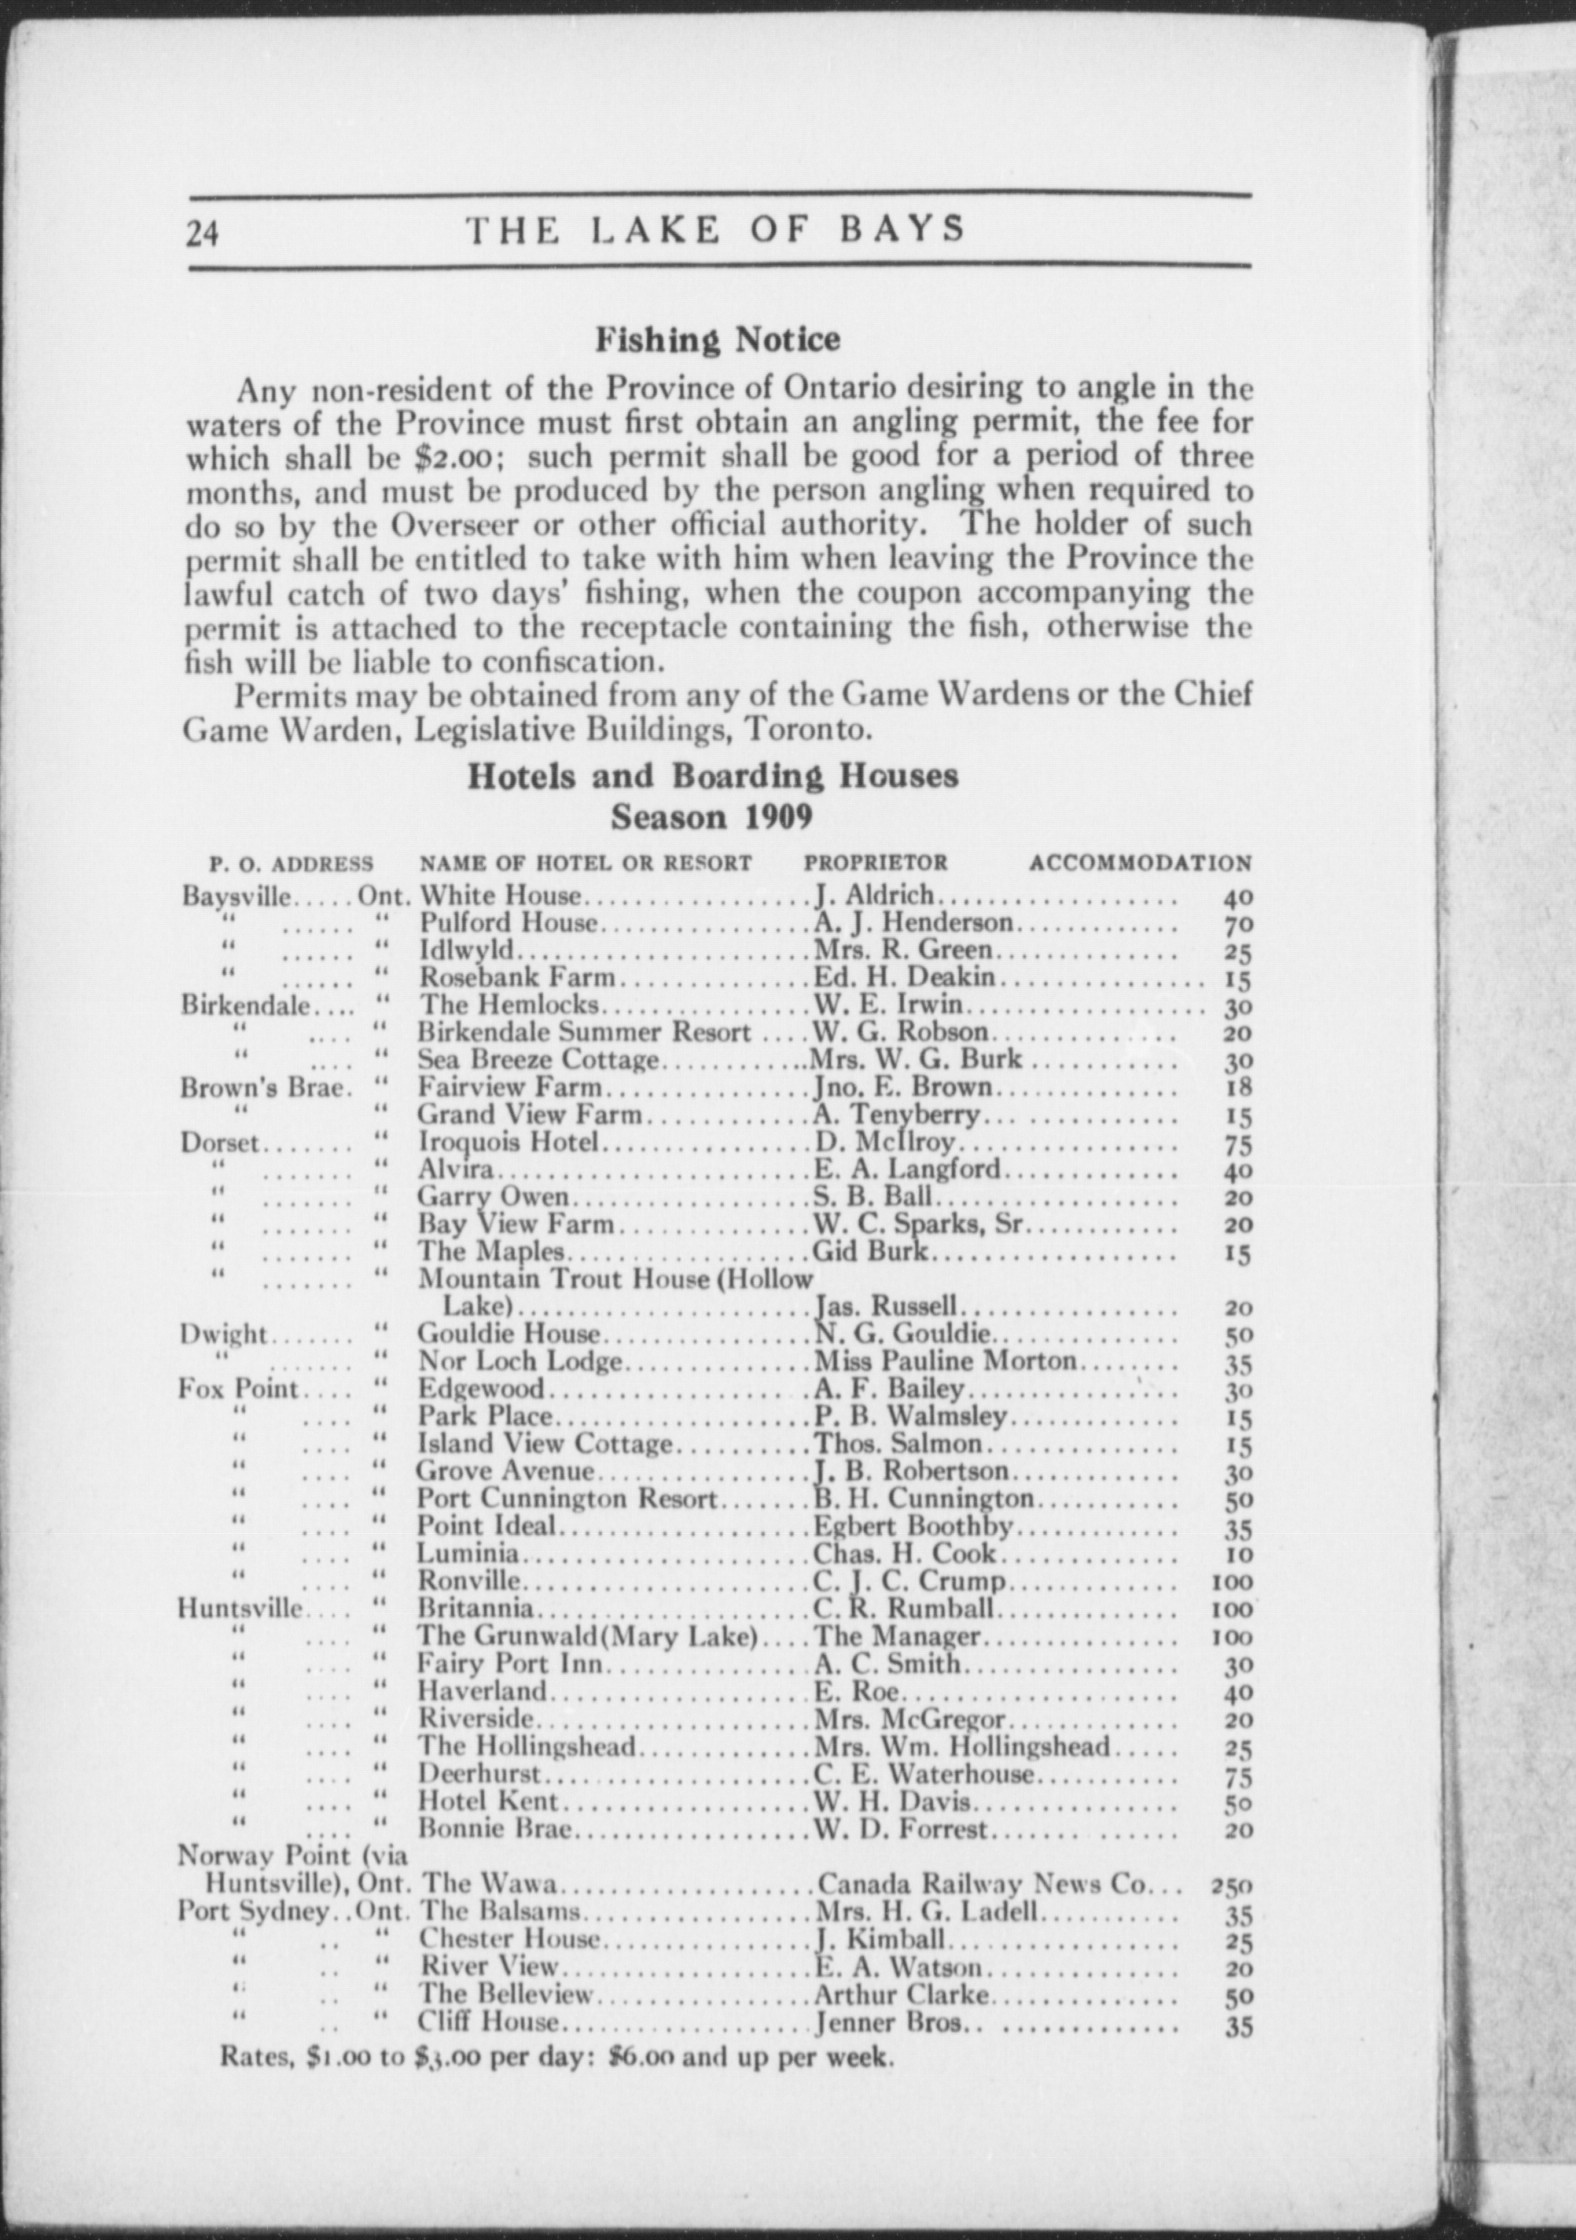 24 THE LAKE OF BAYS
Fishing Notice
Any non-resident of the Province of Ontario desiring to angle in the
waters of the Province must first obtain an angling permit, the fee for
which shall be $2.00; such permit shall be good for a period of three
months, and must be produced by the person angling when required to
do so by the Overseer or other official authority. The holder of such
permit shall be entitled to take with him when leaving the Province the
lawful catch of two days' fishing, when the coupon accompanying the
permit is attached to the receptacle containing the fish, otherwise the
fish will be liable to confiscation.
Permits may be obtained from any of the Game Wardens or the Chief
Game Warden, Legislative Buildings, Toronto.
Hotels and Boarding Houses
Season 1909
P. O. ADDRESS NAME OF HOTEL OR RESORT PROPRIETOR ACCOMMODATION
Baysville.....Ont. White House.................J. Aldrich................... 40
" ...... " Pulford House................A. J. Henderson............. 70
" ...... " Idlwyld.......................Mrs. R. Green.............. 25
" ...... " Rosebank Farm...............Ed. H. Deakin................ 15
Birkendale.... " The Hemlocks................W. E. Irwin................... 30
" .... " Birkendale Summer Resort ....W. G. Robson.............. 20
" .... " Sea Breeze Cottage............Mrs. W. G. Burk ........... 30
Brown's Brae. " Fairview Farm................Jno. E. Brown.............. 18
" " Grand View Farm.............A. Tenyberry... ............ 15
Dorset....... " Iroquois Hotel.................D. McIlroy................. 75
" ....... " Alvira.........................E. A. Langford............. 40
" ....... " Garry Owen...................S. B. Ball................... 20
" ....... " Bay View Farm...............W. C. Sparks, Sr............ 20
" ....... " The Maples...................Gid Burk.................. 15
" ....... " Mountain Trout House (Hollow
Lake).......................Jas. Russell................ 20
Dwight....... " Gouldie House................N. G. Gouldie.............. 50
" ....... " Nor Loch Lodge...............Miss Pauline Morton........ 35
Fox Point.... " Edgewood.....................A. F. Bailey................ 30
" .... " Park Place....................P. B. Walmsley............. 15
" .... " Island View Cottage...........Thos. Salmon.............. 15
" .... " Grove Avenue.................J. B. Robertson............. 30
" .... " Port Cunnington Resort.......B. H. Cunnington........... 50
" .... " Point Ideal....................Egbert Boothby............. 35
" .... " Luminia.......................Chas. H. Cook.............. 10
" .... " Ronville.......................C. J. C. Crump............. 100
Huntsville.... " Britannia......................C. R. Rumball.............. 100
" .... " The Grunwald(Mary Lake)....The Manager............... 100
" .... " Fairy Port Inn................A. C. Smith................ 30
" .... " Haverland....................E. Roe..................... 40
" .... " Riverside......................Mrs. McGregor............. 20
" .... " The Hollingshead.............Mrs. Wm. Hollingshead..... 25
" .... " Deerhurst.....................C. E. Waterhouse........... 75
" .... " Hotel Kent...................W. H. Davis............... 50
" .... " Bonnie Brae..................W. D. Forrest....... ...... 20
Norway Point (via
Huntsville), Ont. The Wawa....................Canada Railway News Co... 250
Port Sydney..Ont. The Balsams..................Mrs. H. G. Ladell........... 35
" .. " Chester House................J. Kimball.................. 25
" .. " River View....................E. A. Watson............... 20
" .. " The Belleview.................Arthur Clarke............... 50
" .. " Cliff House....................Jenner Bros.. .............. 35
Rates, $1.00 to $3.00 per day: $6.00 and up per week.